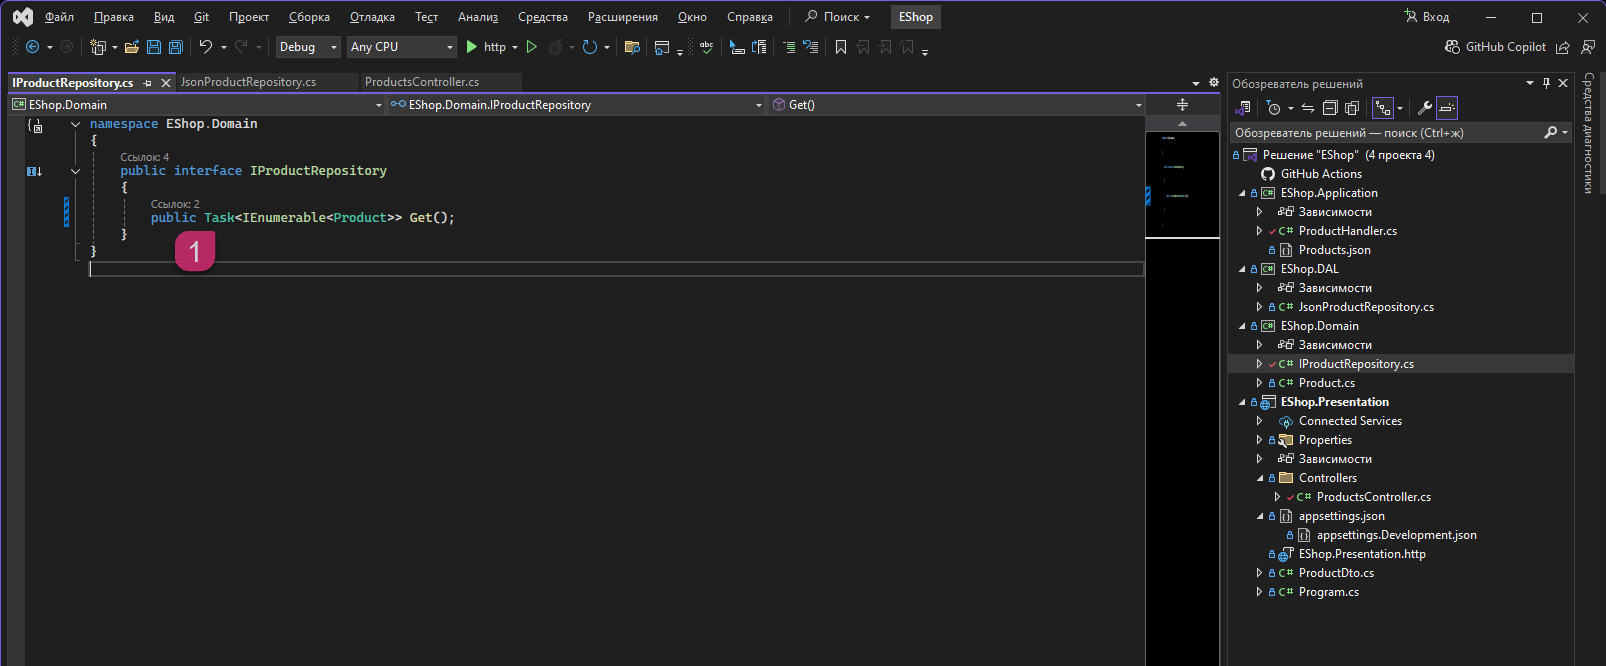 Файл Правка Вид Git Проект Сборка Отладка Тест Анализ Средства Расширения Окно Справка Поиск EShop Вход
Debug Any CPU http abc GitHub Copilot
IProductRepository.cs JsonProductRepository.cs ProductsController.cs
EShop.Domain EShop.Domain.IProductRepository Get()
namespace EShop.Domain
{
Ссылок: 4
public interface IProductRepository
{
Ссылок: 2
public Task<IEnumerable<Product>> Get();
}
1
}
Обозреватель решений
Обозреватель решений — поиск (Ctrl+ж)
Решение "EShop" (4 проекта 4)
GitHub Actions
C# EShop.Application
Зависимости
C# ProductHandler.cs
Products.json
C# EShop.DAL
Зависимости
C# JsonProductRepository.cs
C# EShop.Domain
Зависимости
C# IProductRepository.cs
C# Product.cs
EShop.Presentation
Connected Services
Properties
Зависимости
Controllers
C# ProductsController.cs
appsettings.json
appsettings.Development.json
EShop.Presentation.http
C# ProductDto.cs
C# Program.cs
Средства диагностики